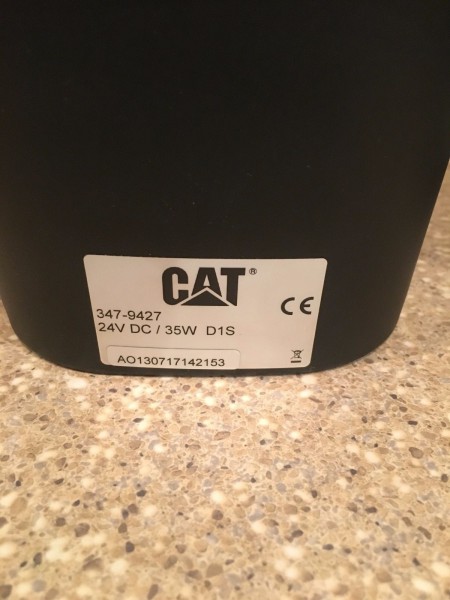 CAT®
347-9427
24V DC / 35W D1S
CE
AO130717142153